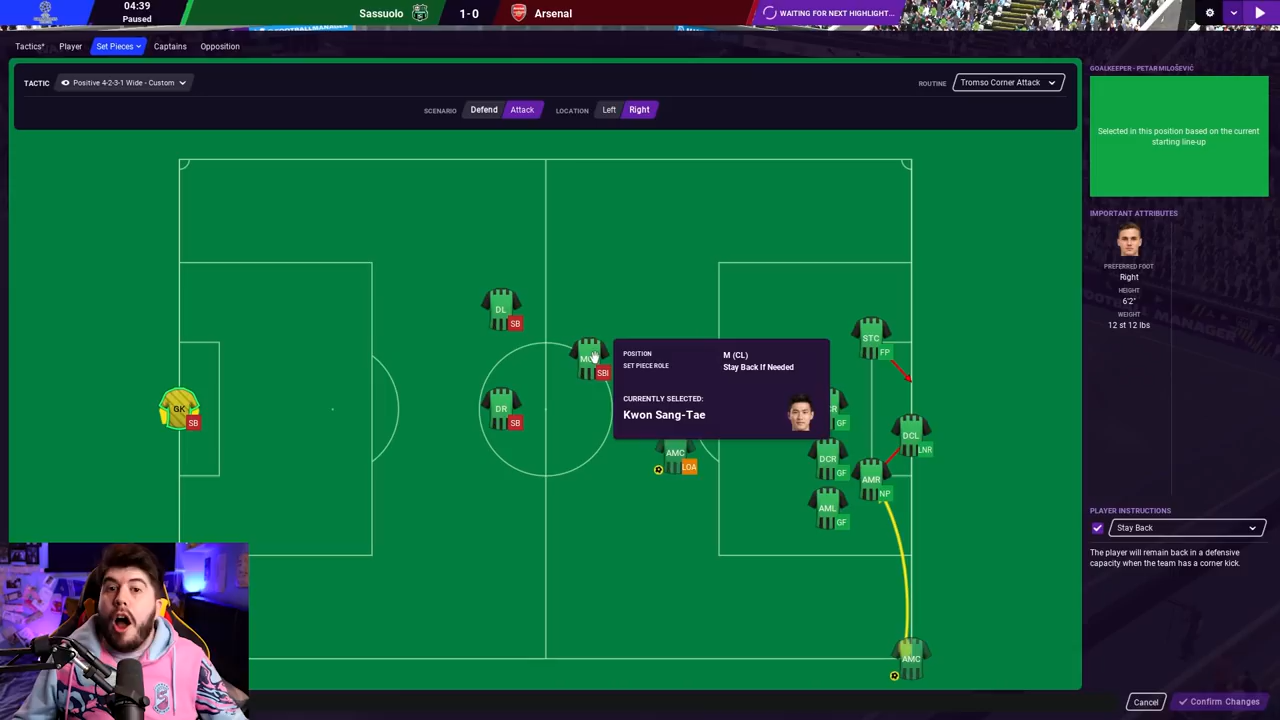 04:39
Paused
Sassuolo
1-0
Arsenal
WAITING FOR NEXT HIGHLIGHT...
Tactics*
Player
Set Pieces
Captains
Opposition
TACTIC
Positive 4-2-3-1 Wide - Custom
ROUTINE
Tromso Corner Attack
SCENARIO
Defend
Attack
LOCATION
Left
Right
GOALKEEPER - PETAR MILOŠEVIĆ
Selected in this position based on the current
starting line-up
IMPORTANT ATTRIBUTES
PREFERRED FOOT
Right
HEIGHT
6'2"
WEIGHT
12 st 12 lbs
PLAYER INSTRUCTIONS
Stay Back
The player will remain back in a defensive
capacity when the team has a corner kick.
Cancel
Confirm Changes
DL
SB
SBI
POSITION
M (CL)
SET PIECE ROLE
Stay Back If Needed
CURRENTLY SELECTED:
Kwon Sang-Tae
STC
FP
GK
SB
DR
SB
GF
DCL
LNR
AMC
LOA
DCR
GF
AMR
NP
AML
GF
AMC